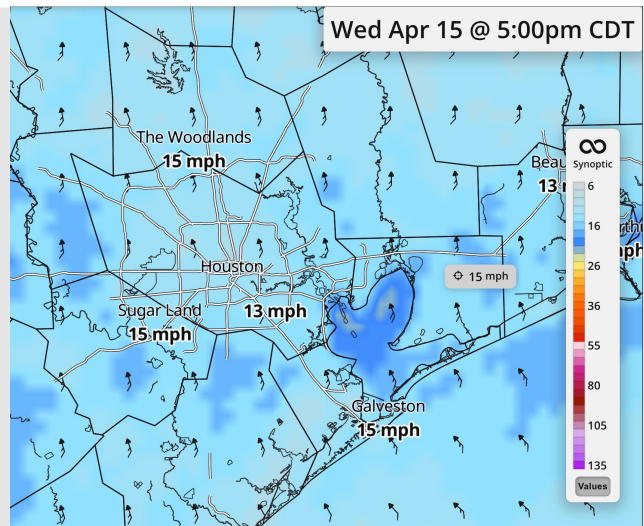 Wed Apr 15 @ 5:00pm CDT
The Woodlands
15 mph
Synoptic
6
16
26
36
55
80
105
135
Values
Houston
15 mph
Sugar Land
15 mph
13 mph
Galveston
15 mph